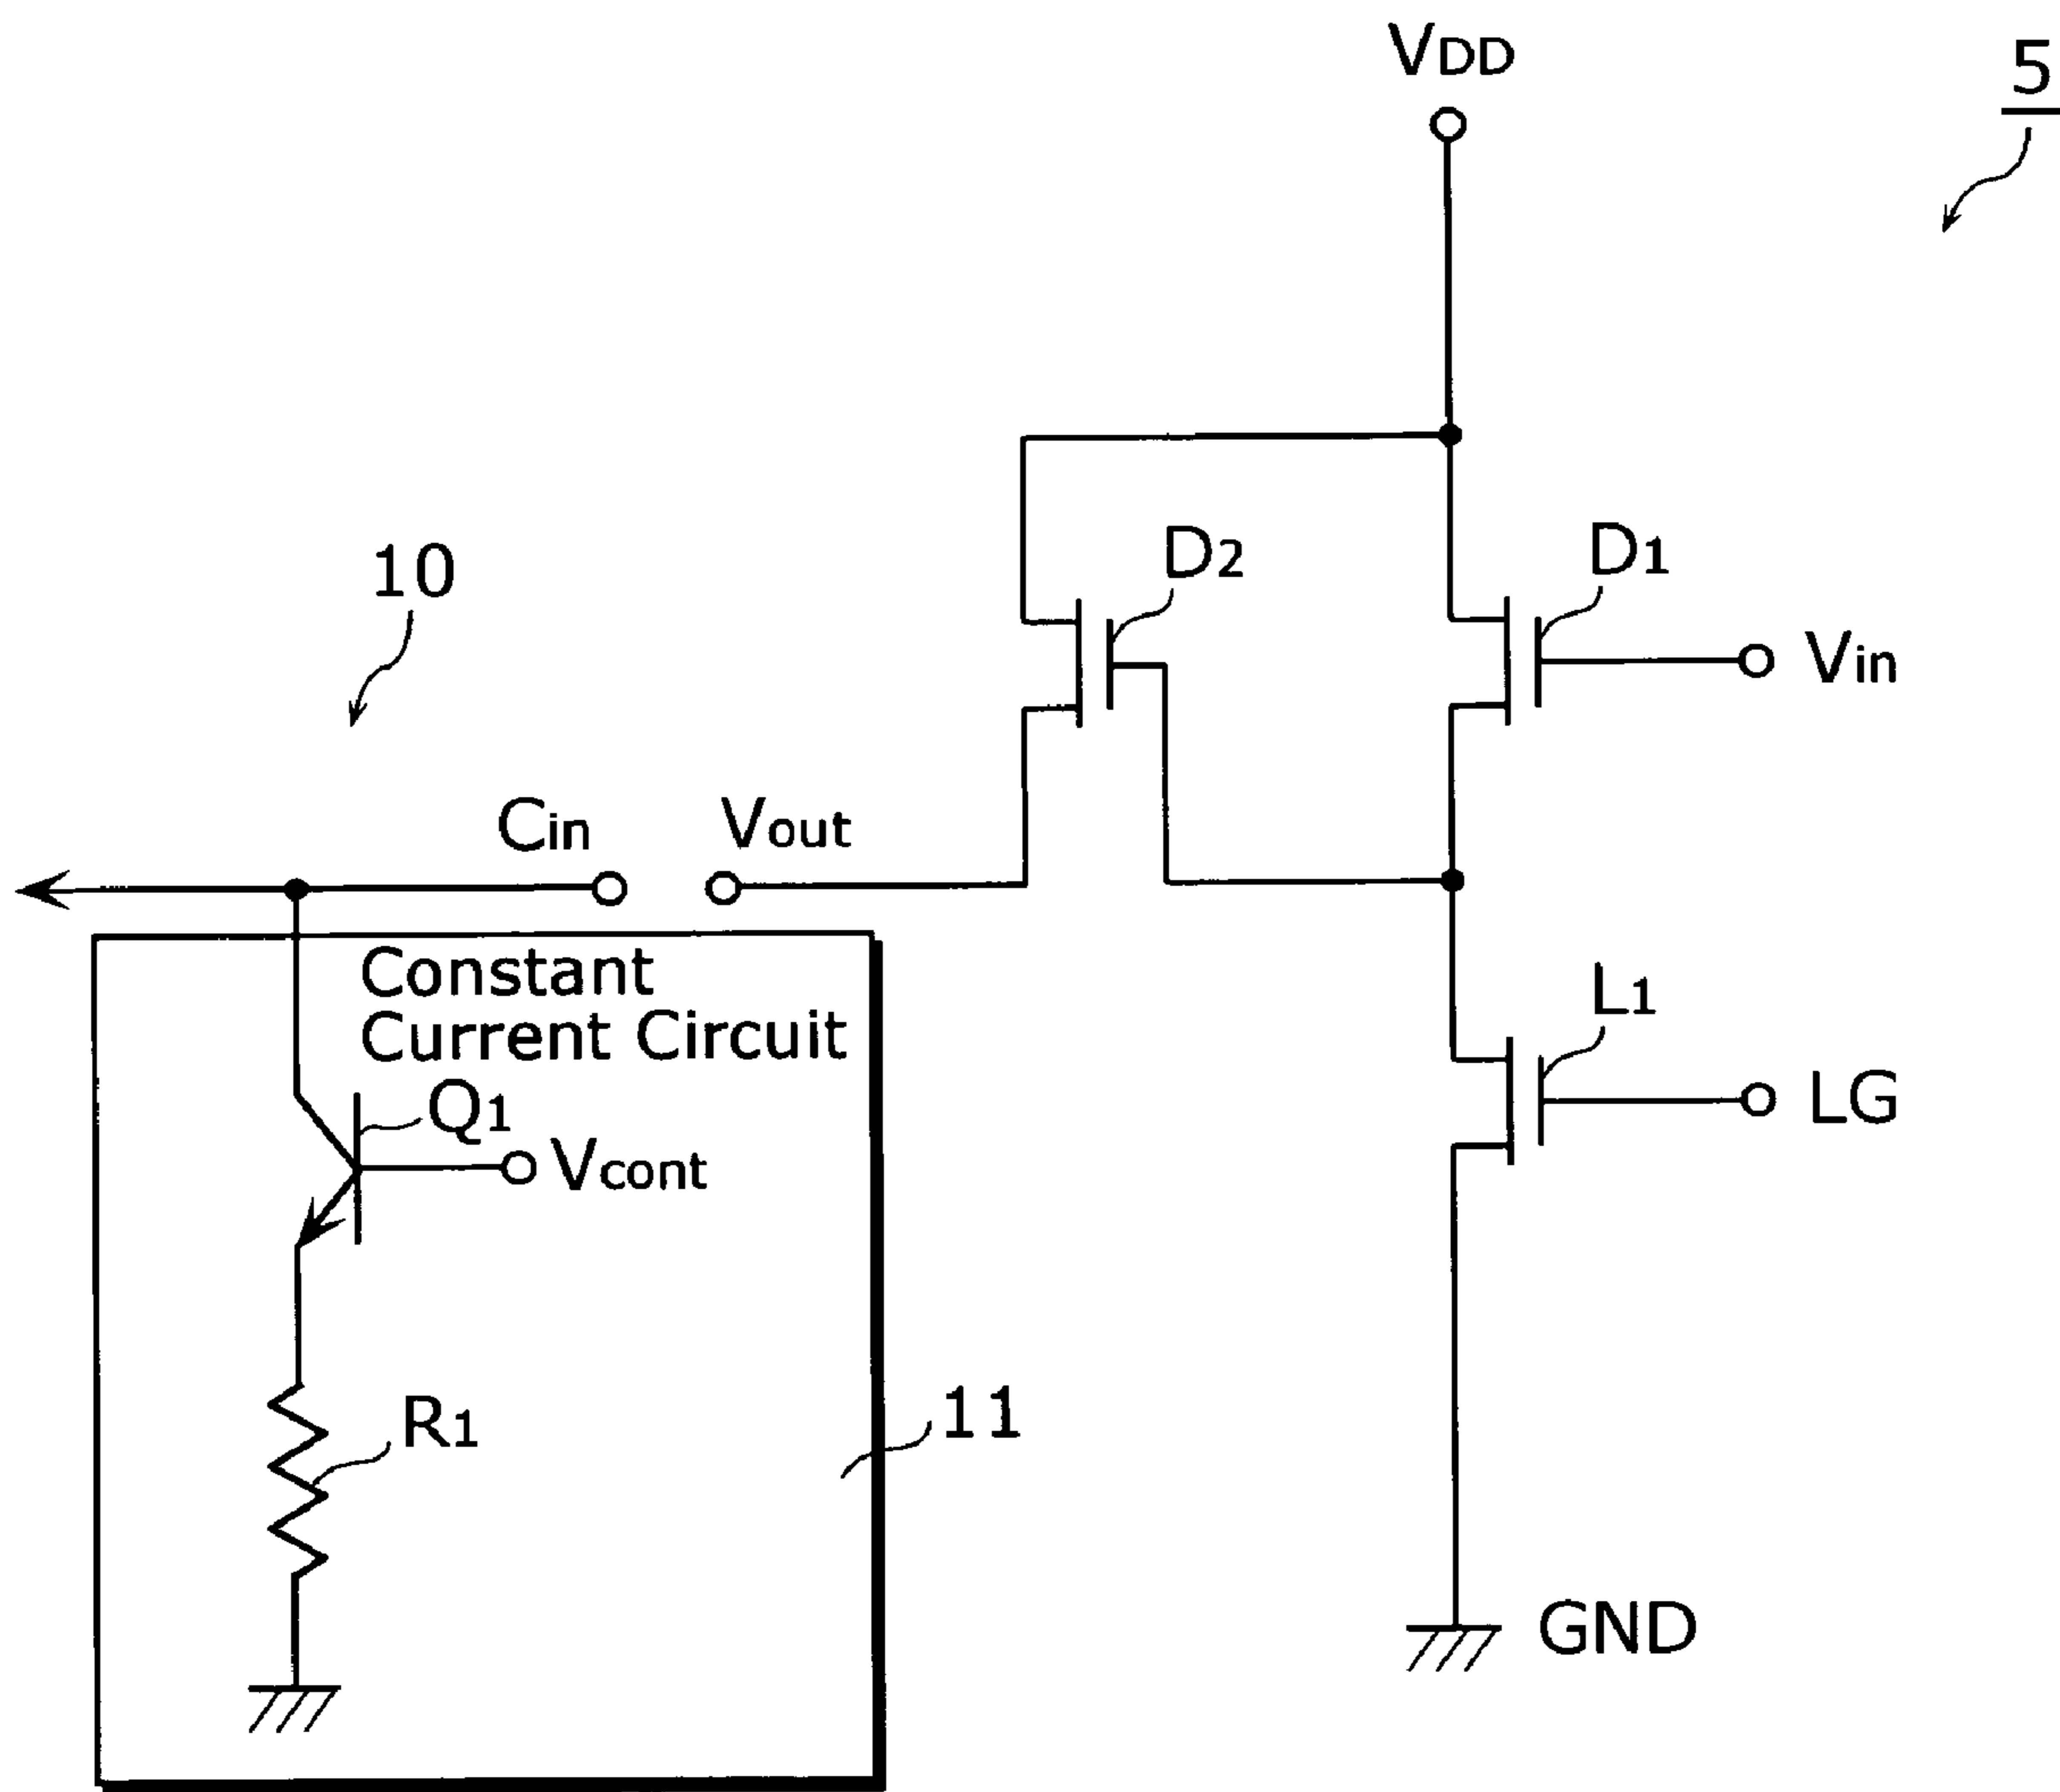 VDD
5
10
D2
D1
Vin
Cin
Vout
Constant
Current Circuit
L1
LG
Q1
Vcont
R1
11
GND